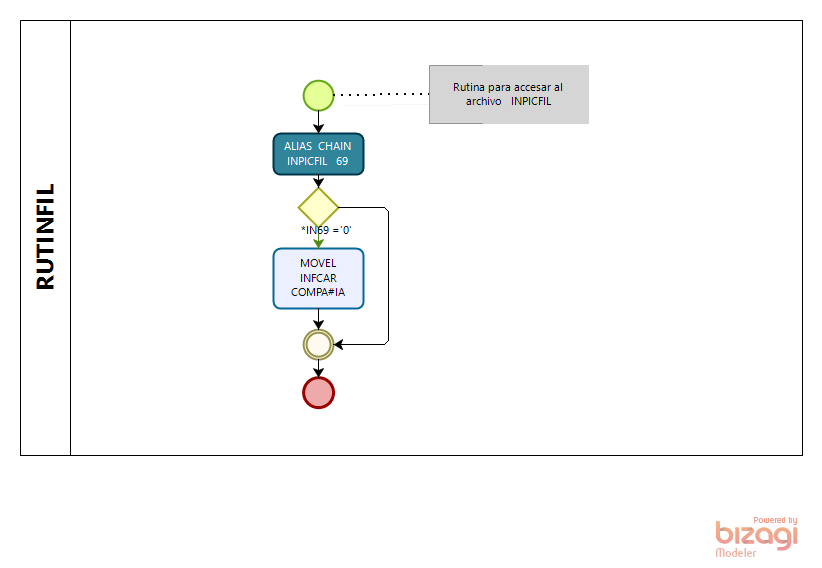 RUTINFIL
Rutina para accesar al
archivo INPICFIL
ALIAS CHAIN
INPICFIL 69
*IN69 ='0'
MOVEL
INFCAR
COMPA#IA
Powered by
bizagi
Modeler